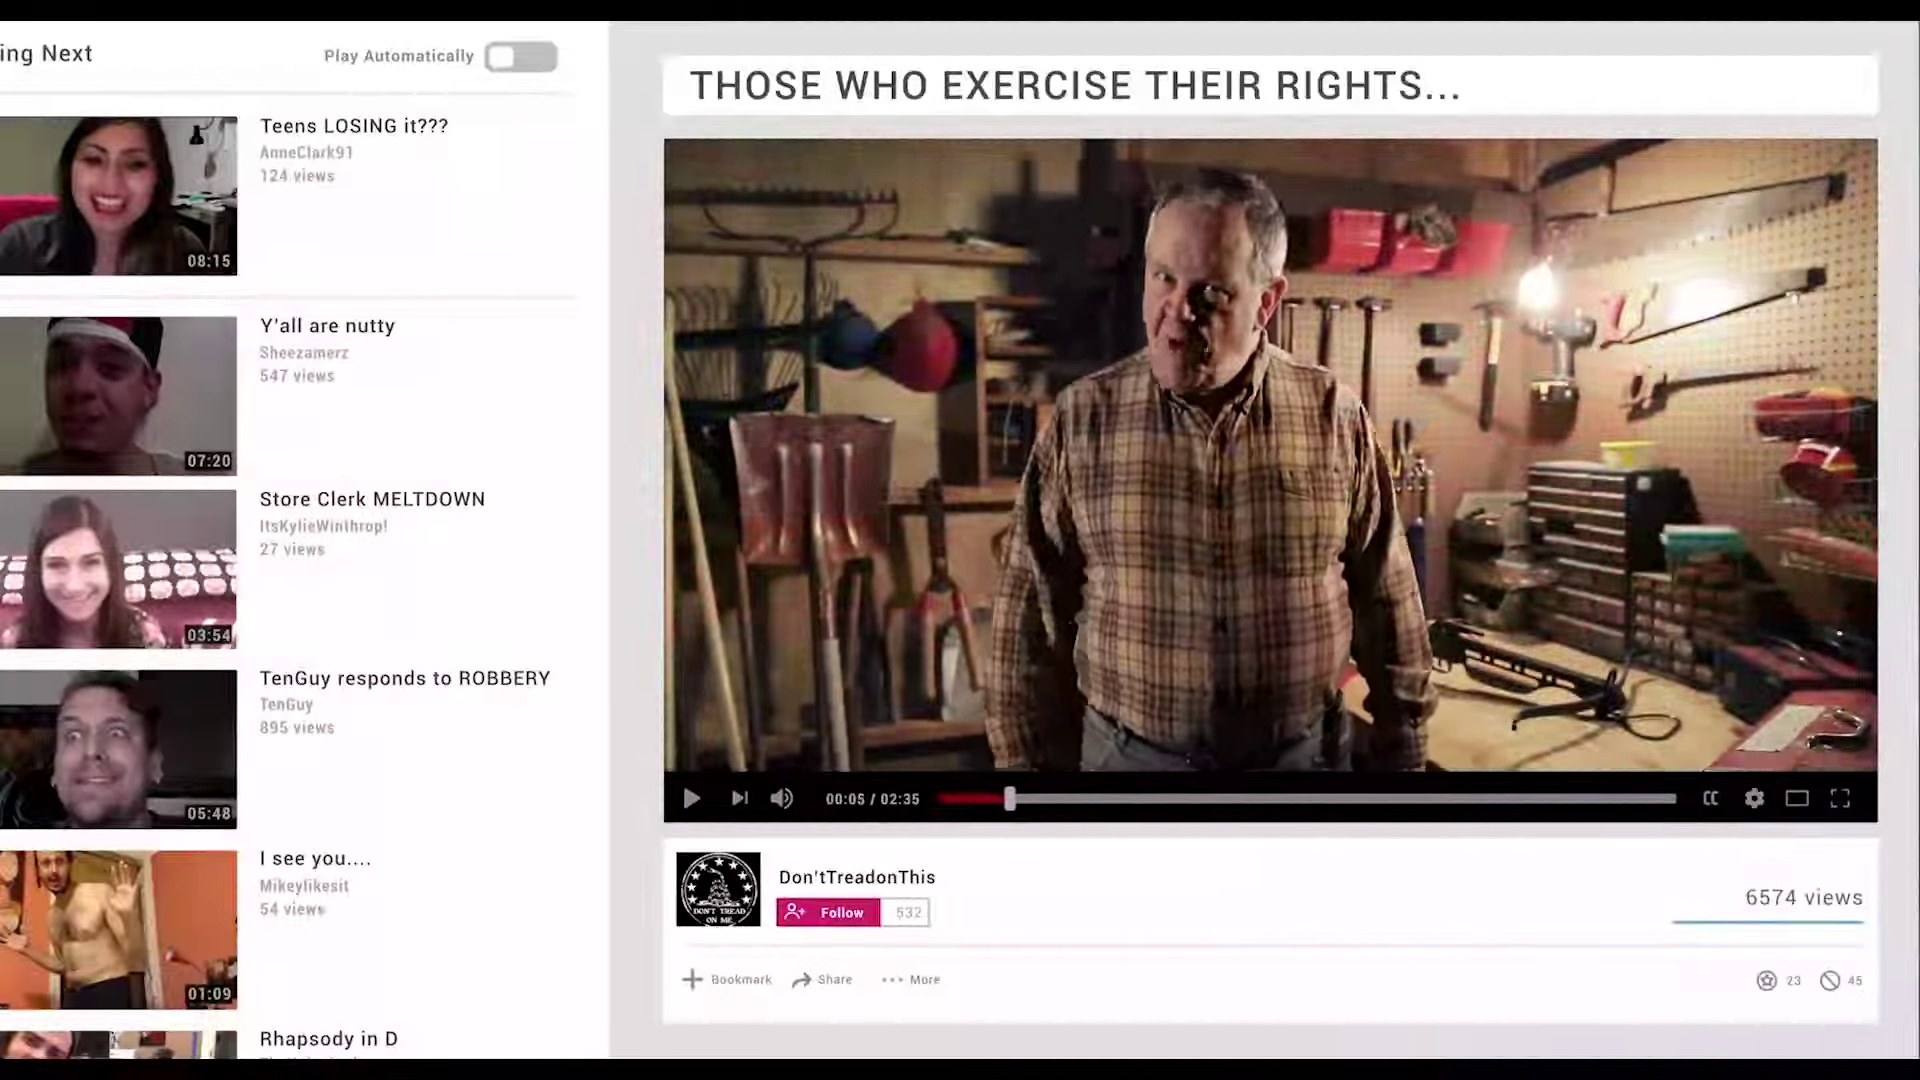 ing Next
Play Automatically
Teens LOSING it???
AnneClark91
124 views
08:15
Y'all are nutty
Sheezamerz
547 views
07:20
Store Clerk MELTDOWN
ItsKylieWinthrop!
27 views
03:54
TenGuy responds to ROBBERY
TenGuy
895 views
05:48
I see you....
Mikeylikesit
54 views
01:09
Rhapsody in D
THOSE WHO EXERCISE THEIR RIGHTS...
00:05 / 02:35
CC
DON'T TREAD
ON ME
Don'tTreadonThis
Follow 532
6574 views
Bookmark Share More
23 45